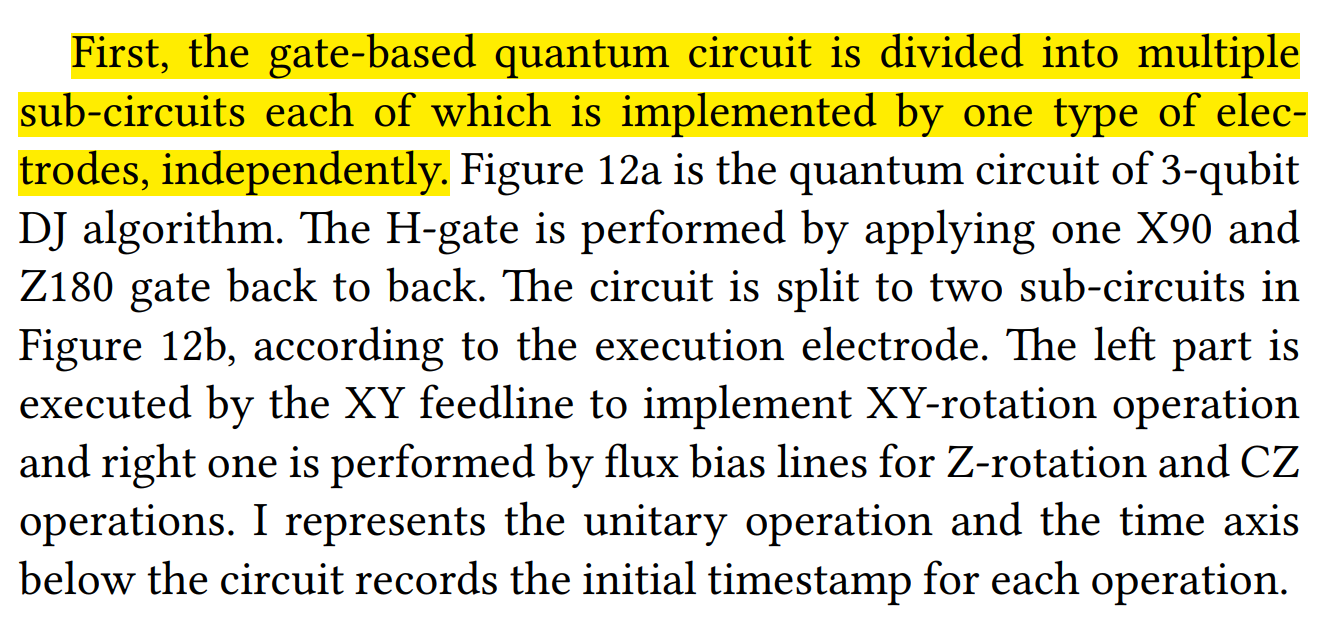 First, the gate-based quantum circuit is divided into multiple
sub-circuits each of which is implemented by one type of elec-
trodes, independently. Figure 12a is the quantum circuit of 3-qubit
DJ algorithm. The H-gate is performed by applying one X90 and
Z180 gate back to back. The circuit is split to two sub-circuits in
Figure 12b, according to the execution electrode. The left part is
executed by the XY feedline to implement XY-rotation operation
and right one is performed by flux bias lines for Z-rotation and CZ
operations. I represents the unitary operation and the time axis
below the circuit records the initial timestamp for each operation.